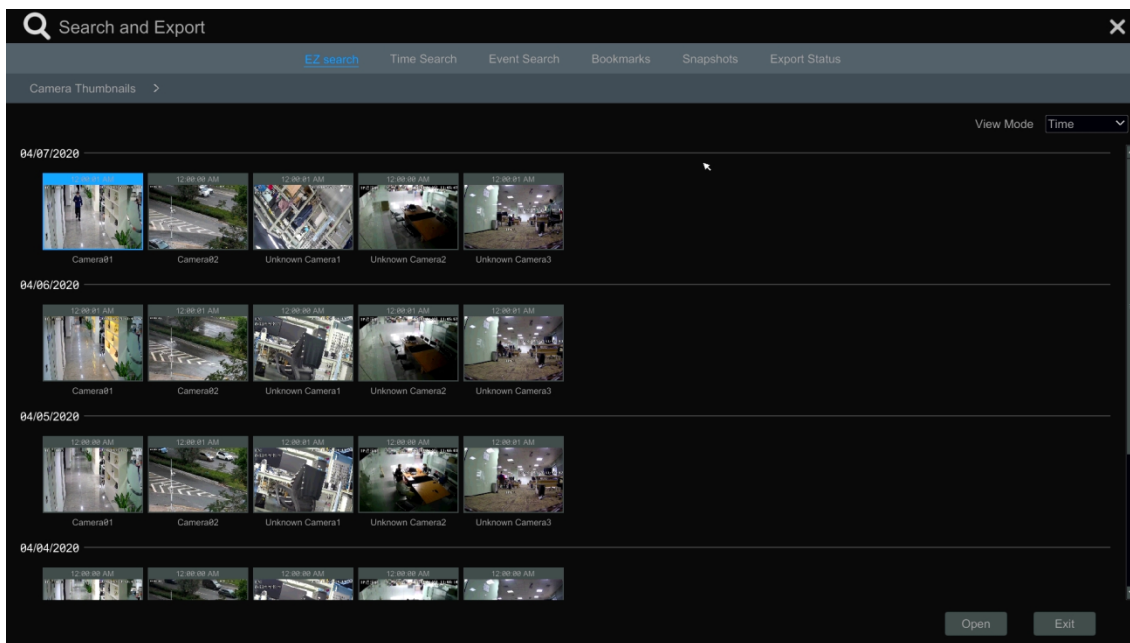 Search and Export
EZ search Time Search Event Search Bookmarks Snapshots Export Status
Camera Thumbnails >
View Mode Time
04/07/2020
12:00:01 AM 12:00:00 AM 12:00:01 AM 12:00:00 AM 12:00:01 AM
Camera01 Camera02 Unknown Camera1 Unknown Camera2 Unknown Camera3
04/06/2020
12:00:01 AM 12:00:01 AM 12:00:00 AM 12:00:01 AM 12:00:01 AM
Camera01 Camera02 Unknown Camera1 Unknown Camera2 Unknown Camera3
04/05/2020
12:00:00 AM 12:00:01 AM 12:00:01 AM 12:00:00 AM 12:00:01 AM
Camera01 Camera02 Unknown Camera1 Unknown Camera2 Unknown Camera3
04/04/2020
12:00:00 AM 12:00:00 AM 12:00:00 AM 12:00:00 AM 12:00:00 AM
Open Exit